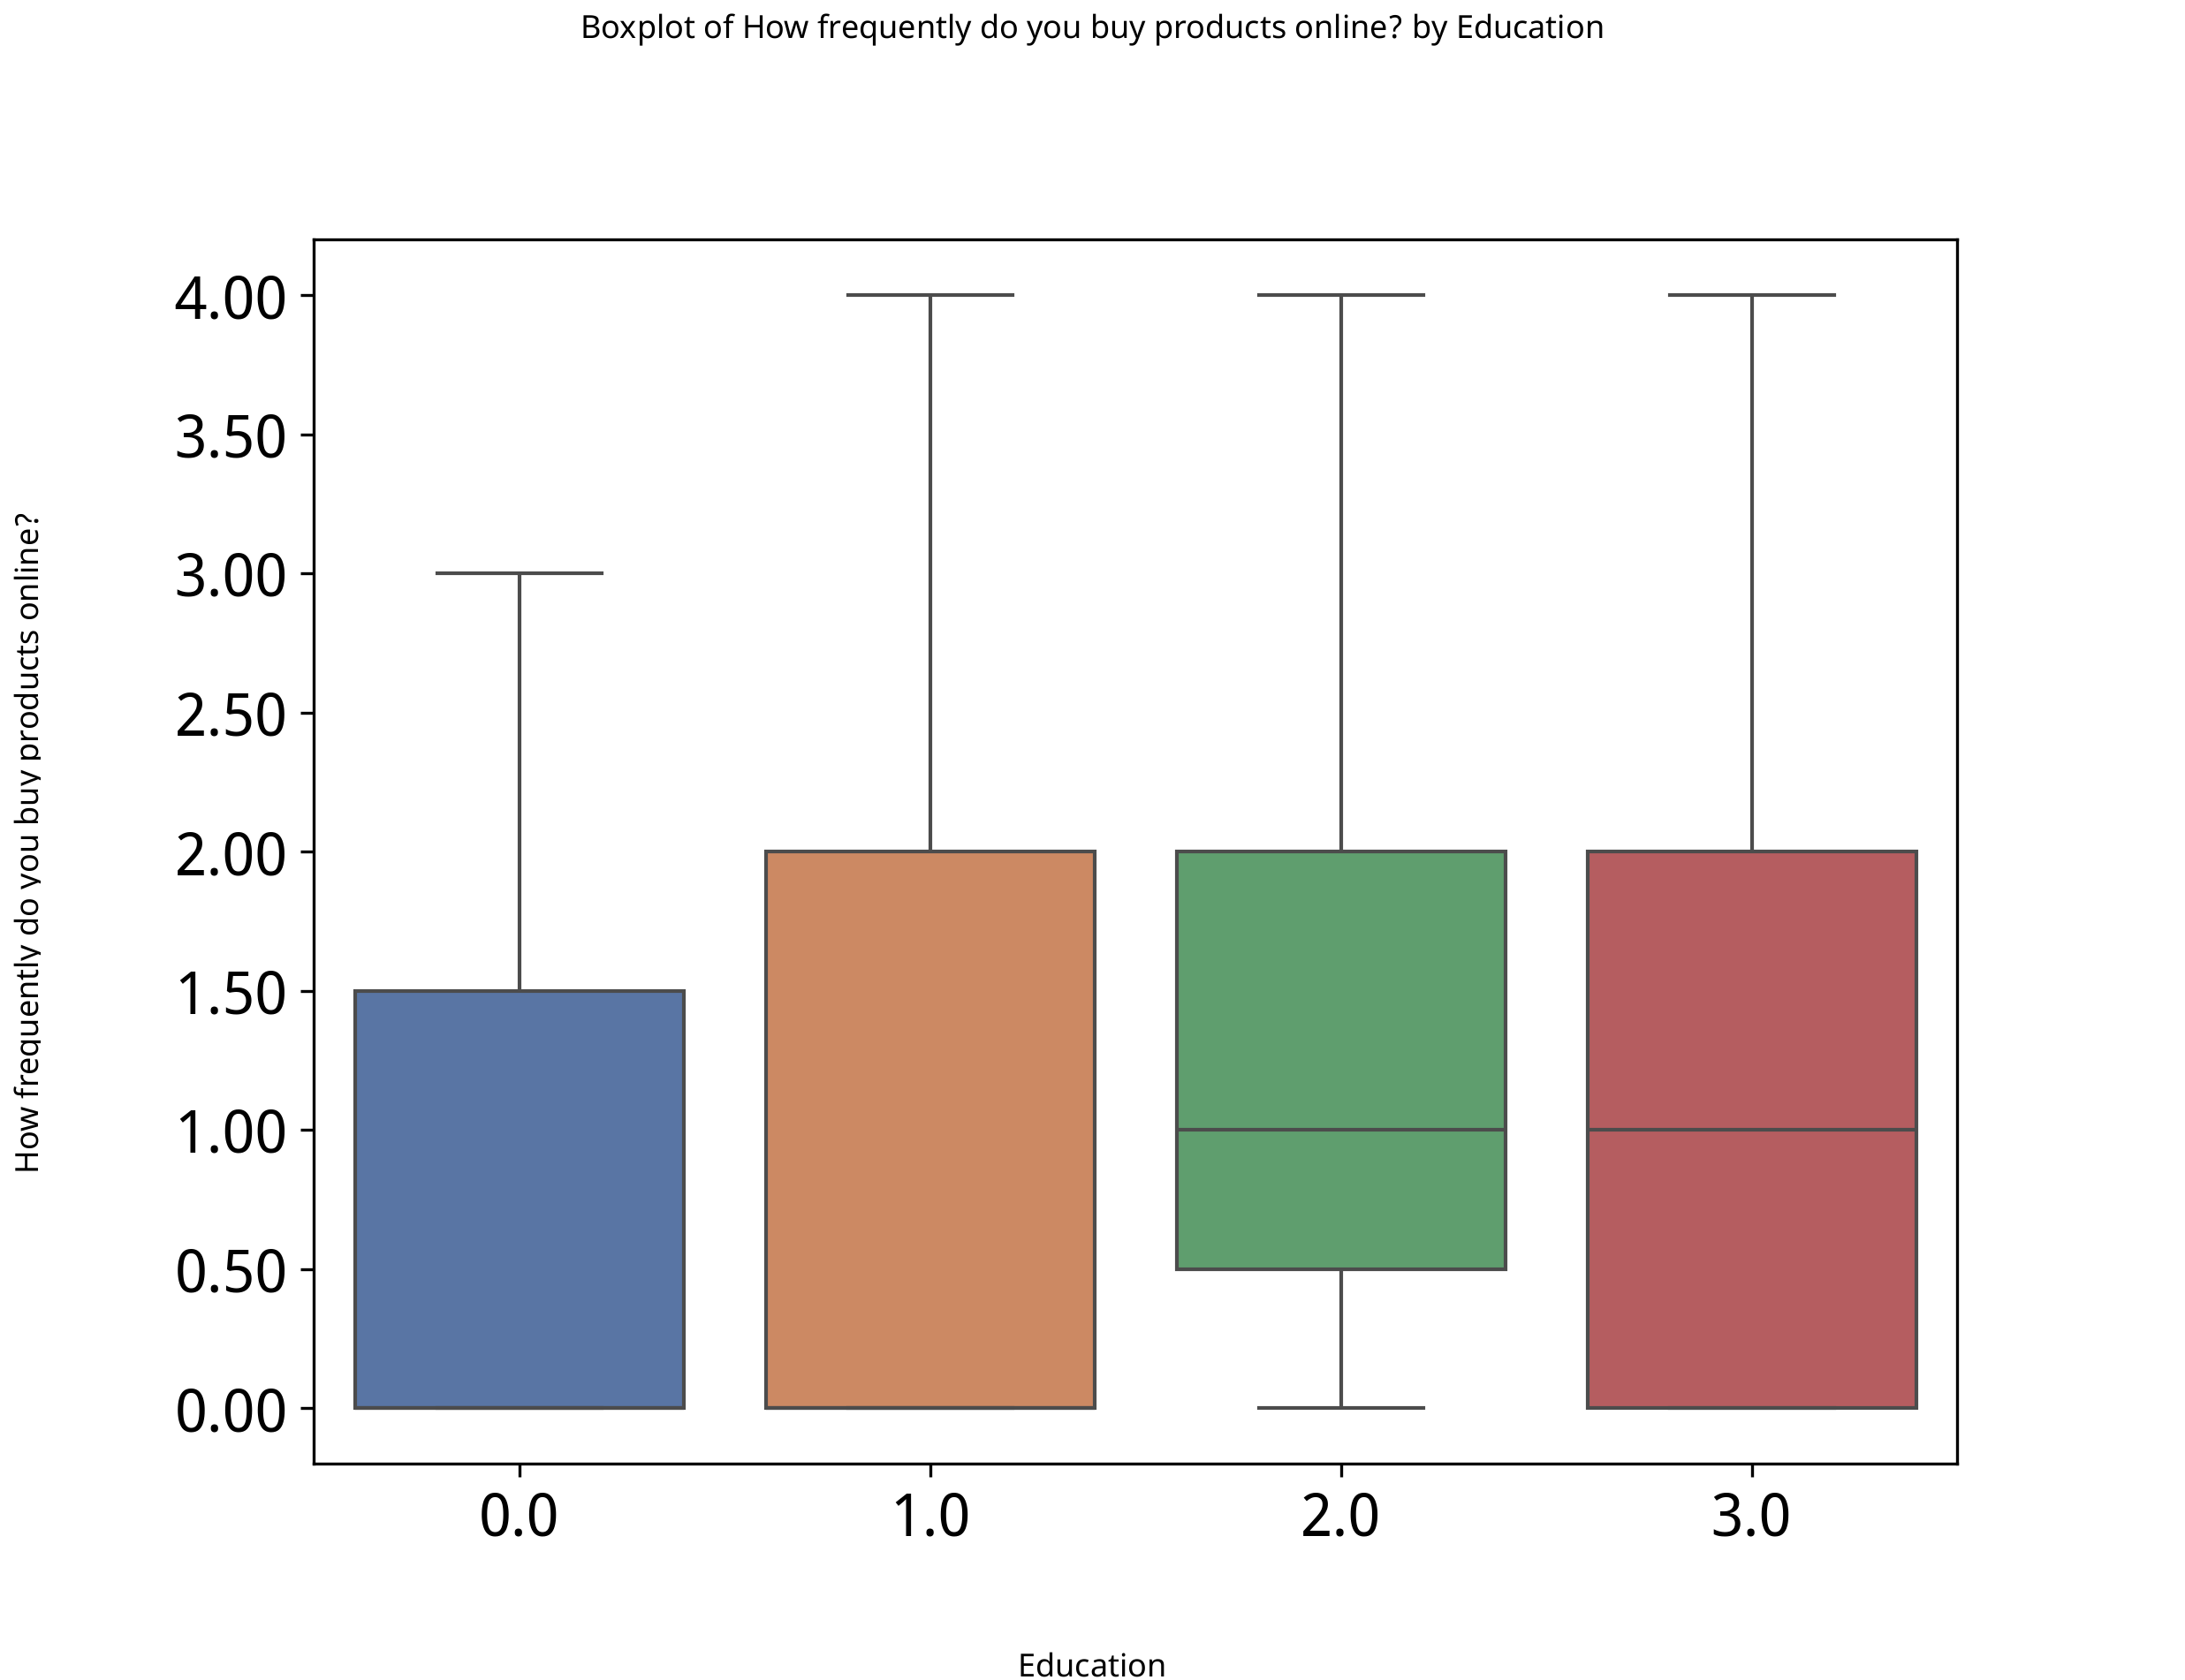 Boxplot of How frequently do you buy products online? by Education
How frequently do you buy products online?
4.00
3.50
3.00
2.50
2.00
1.50
1.00
0.50
0.00
0.0 1.0 2.0 3.0
Education